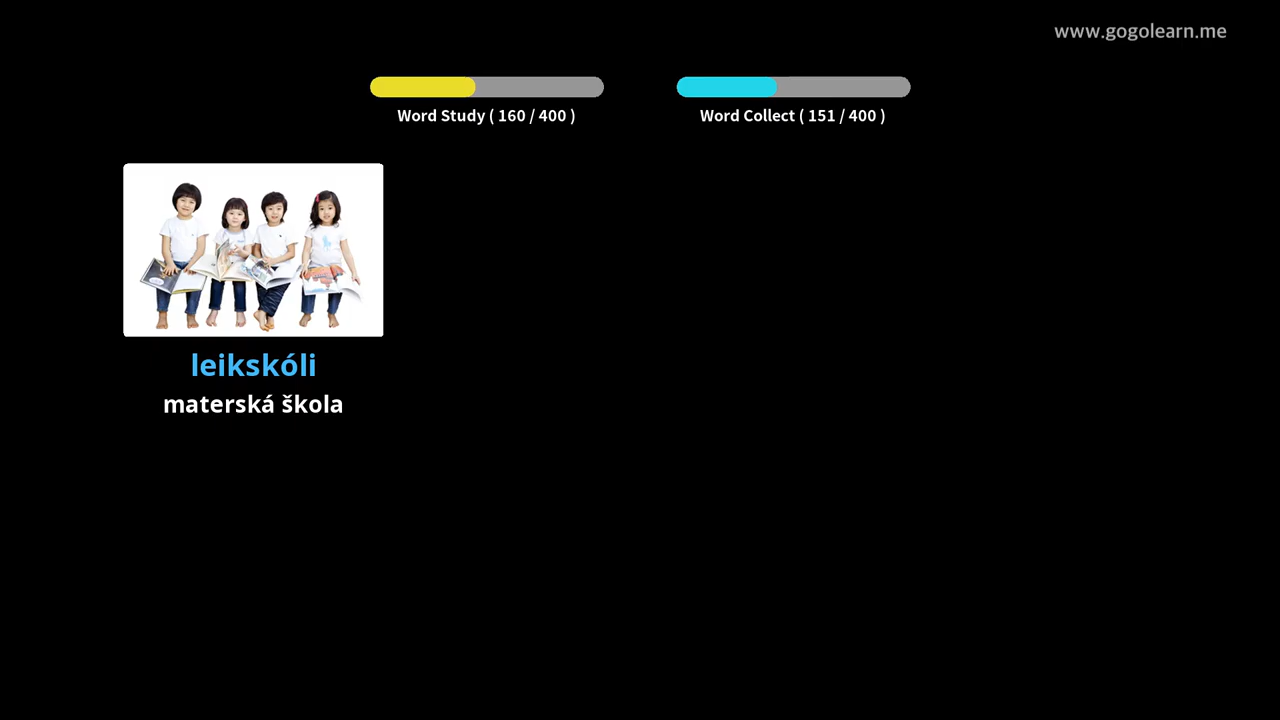 www.gogolearn.me
Word Study ( 160 / 400 )
Word Collect ( 151 / 400 )
leikskóli
materská škola